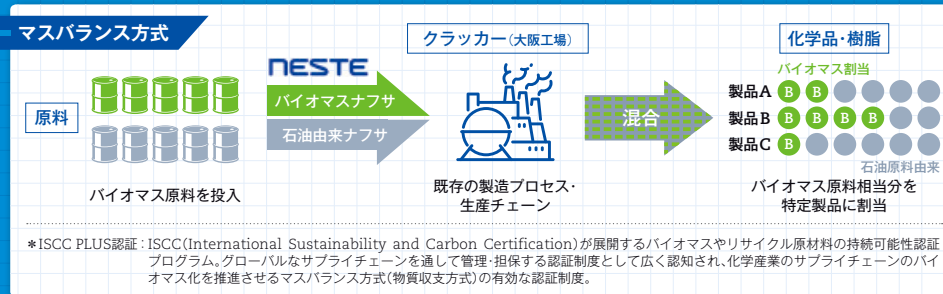 マスバランス方式
原料
バイオマス原料を投入
NESTE
バイオマスナフサ
石油由来ナフサ
クラッカー(大阪工場)
既存の製造プロセス・
生産チェーン
混合
化学品・樹脂
バイオマス割当
製品A B B
製品B B B B B
製品C B
石油原料由来
バイオマス原料相当分を
特定製品に割当
*ISCC PLUS認証:ISCC(International Sustainability and Carbon Certification)が展開するバイオマスやリサイクル原材料の持続可能性認証
プログラム。グローバルなサプライチェーンを通して管理・担保する認証制度として広く認知され、化学産業のサプライチェーンのバイ
オマス化を推進させるマスバランス方式(物質収支方式)の有効な認証制度。